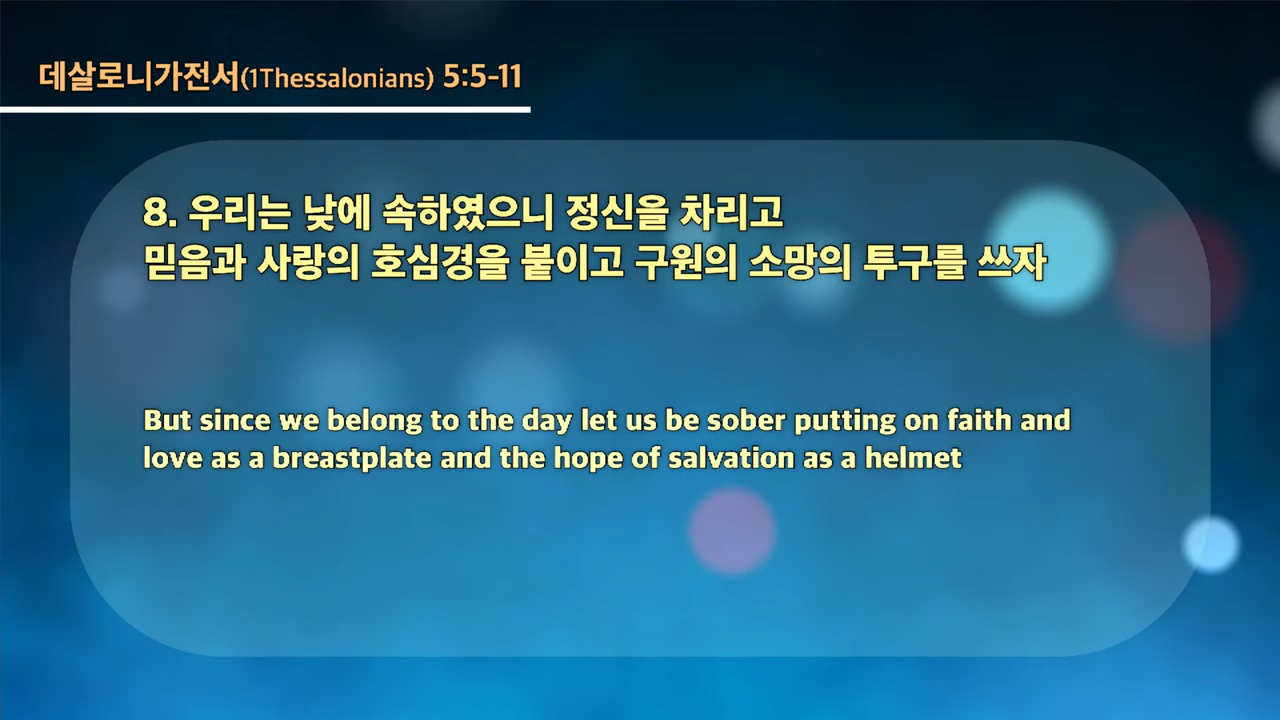 데살로니가전서(1Thessalonians) 5:5-11
8. 우리는 낮에 속하였으니 정신을 차리고
믿음과 사랑의 호심경을 붙이고 구원의 소망의 투구를 쓰자
But since we belong to the day let us be sober putting on faith and
love as a breastplate and the hope of salvation as a helmet